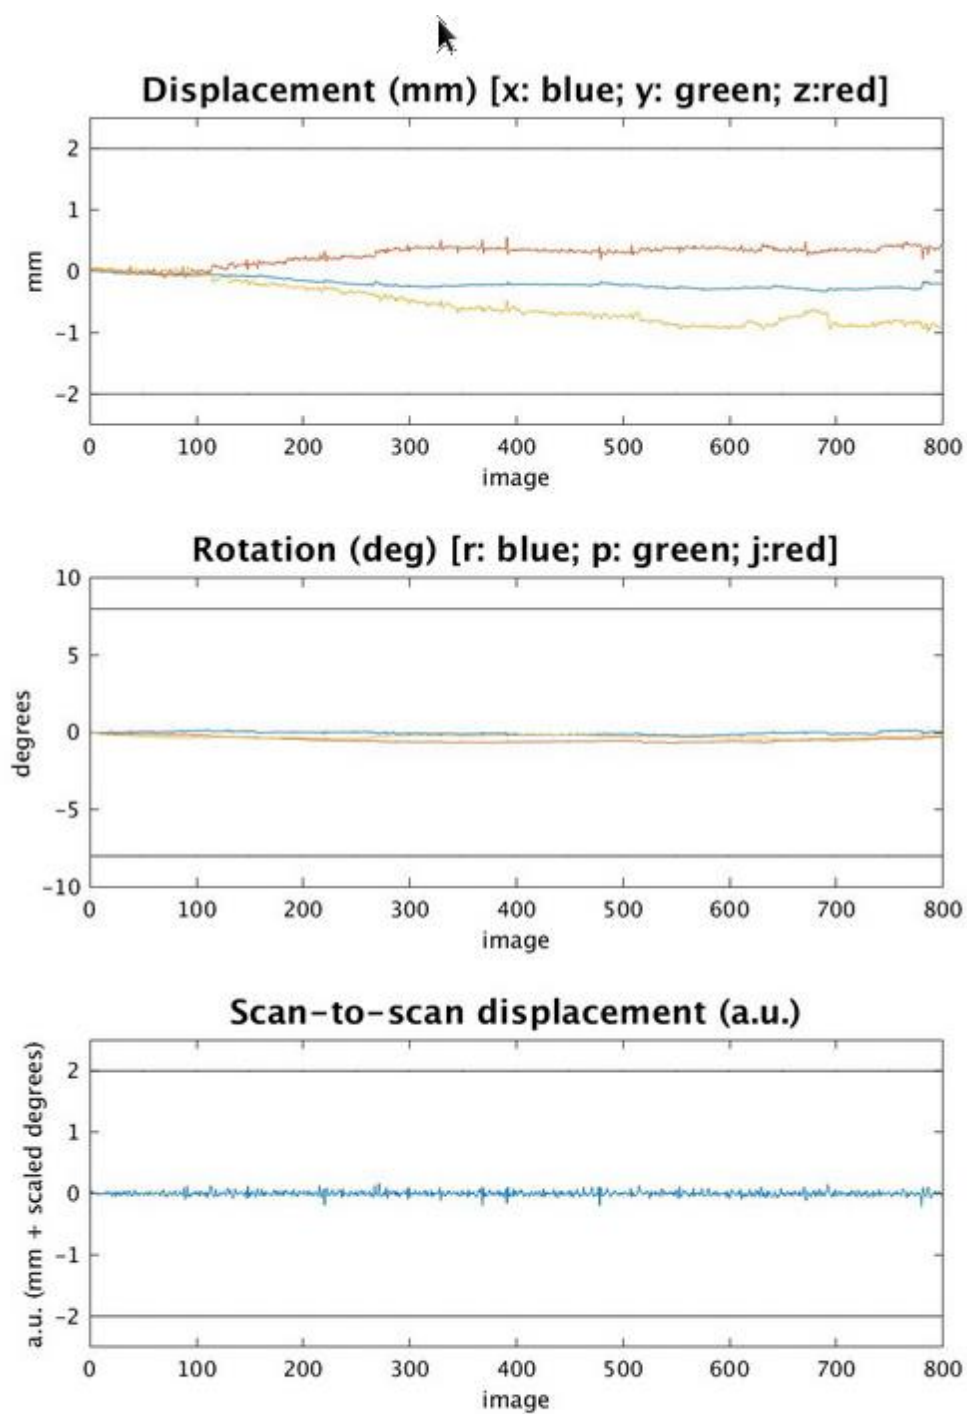 Displacement (mm) [x: blue; y: green; z:red]
2
1
0
-1
-2
mm
0 100 200 300 400 500 600 700 800
image
Rotation (deg) [r: blue; p: green; j:red]
10
5
0
-5
-10
degrees
0 100 200 300 400 500 600 700 800
image
Scan-to-scan displacement (a.u.)
2
1
0
-1
-2
a.u. (mm + scaled degrees)
0 100 200 300 400 500 600 700 800
image